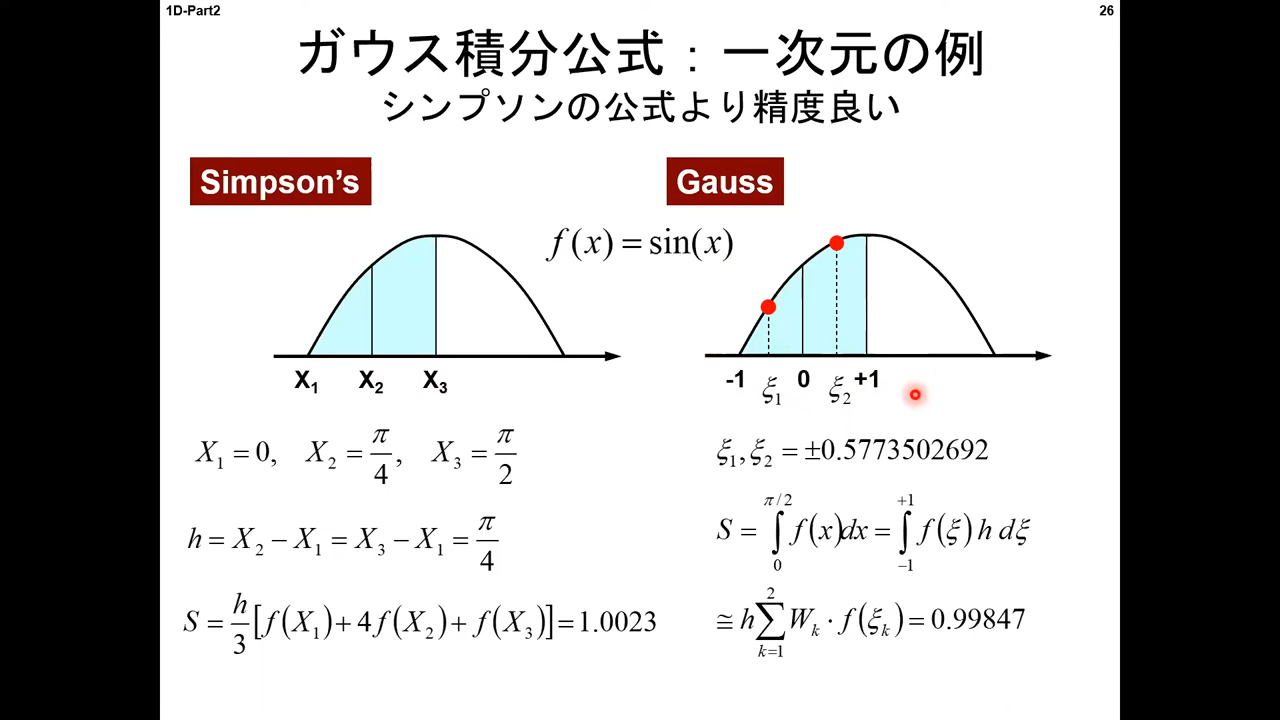 1D-Part2
26
ガウス積分公式：一次元の例
シンプソンの公式より精度良い
Simpson's
Gauss
f(x) = sin(x)
X₁ X₂ X₃
-1 ξ₁ 0 ξ₂ +1
X₁ = 0, X₂ = π/4, X₃ = π/2
h = X₂ − X₁ = X₃ − X₁ = π/4
S = h/3 [f(X₁) + 4f(X₂) + f(X₃)] = 1.0023
ξ₁, ξ₂ = ±0.5773502692
S = ∫₀^{π/2} f(x)dx = ∫₋₁^{+1} f(ξ) h dξ
≅ h ∑_{k=1}^{2} Wₖ · f(ξₖ) = 0.99847